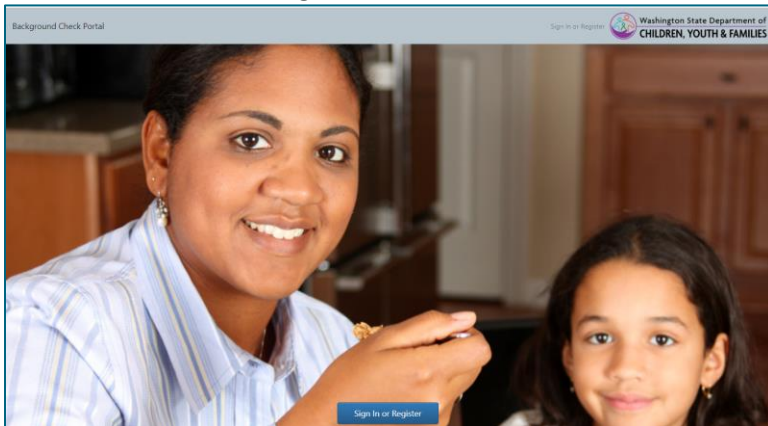 Background Check Portal
Sign In or Register
Washington State Department of
CHILDREN, YOUTH & FAMILIES
Sign In or Register